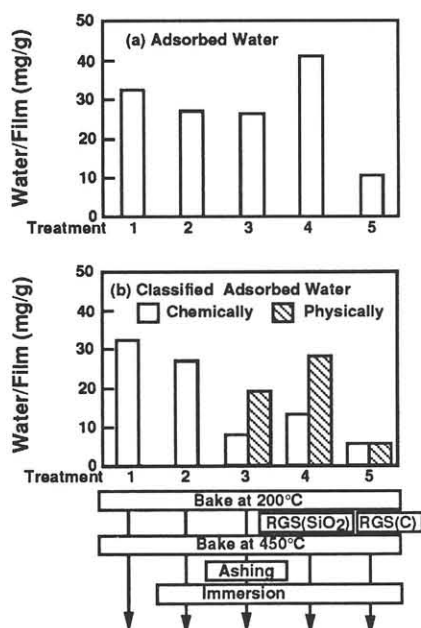 (a) Adsorbed Water
Water/Film (mg/g)
50
40
30
20
10
0
Treatment 1 2 3 4 5
(b) Classified Adsorbed Water
Chemically Physically
Water/Film (mg/g)
50
40
30
20
10
0
Treatment 1 2 3 4 5
Bake at 200°C
RGS(SiO2) RGS(C)
Bake at 450°C
Ashing
Immersion